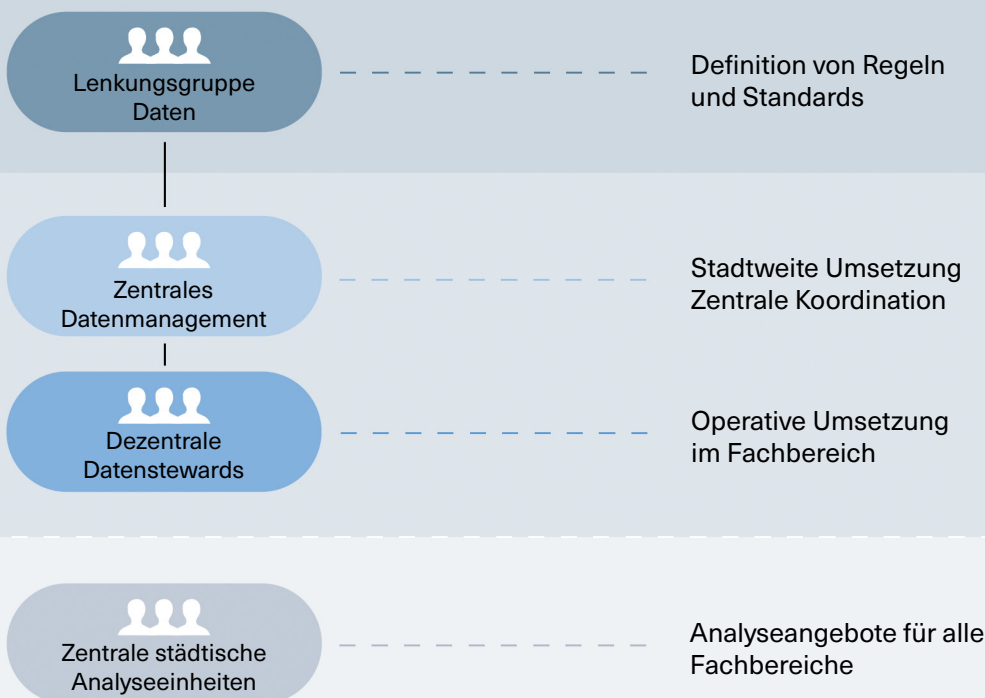 Lenkungsgruppe
Daten
Definition von Regeln
und Standards
Zentrales
Datenmanagement
Stadtweite Umsetzung
Zentrale Koordination
Dezentrale
Datenstewards
Operative Umsetzung
im Fachbereich
Zentrale städtische
Analyseeinheiten
Analyseangebote für alle
Fachbereiche